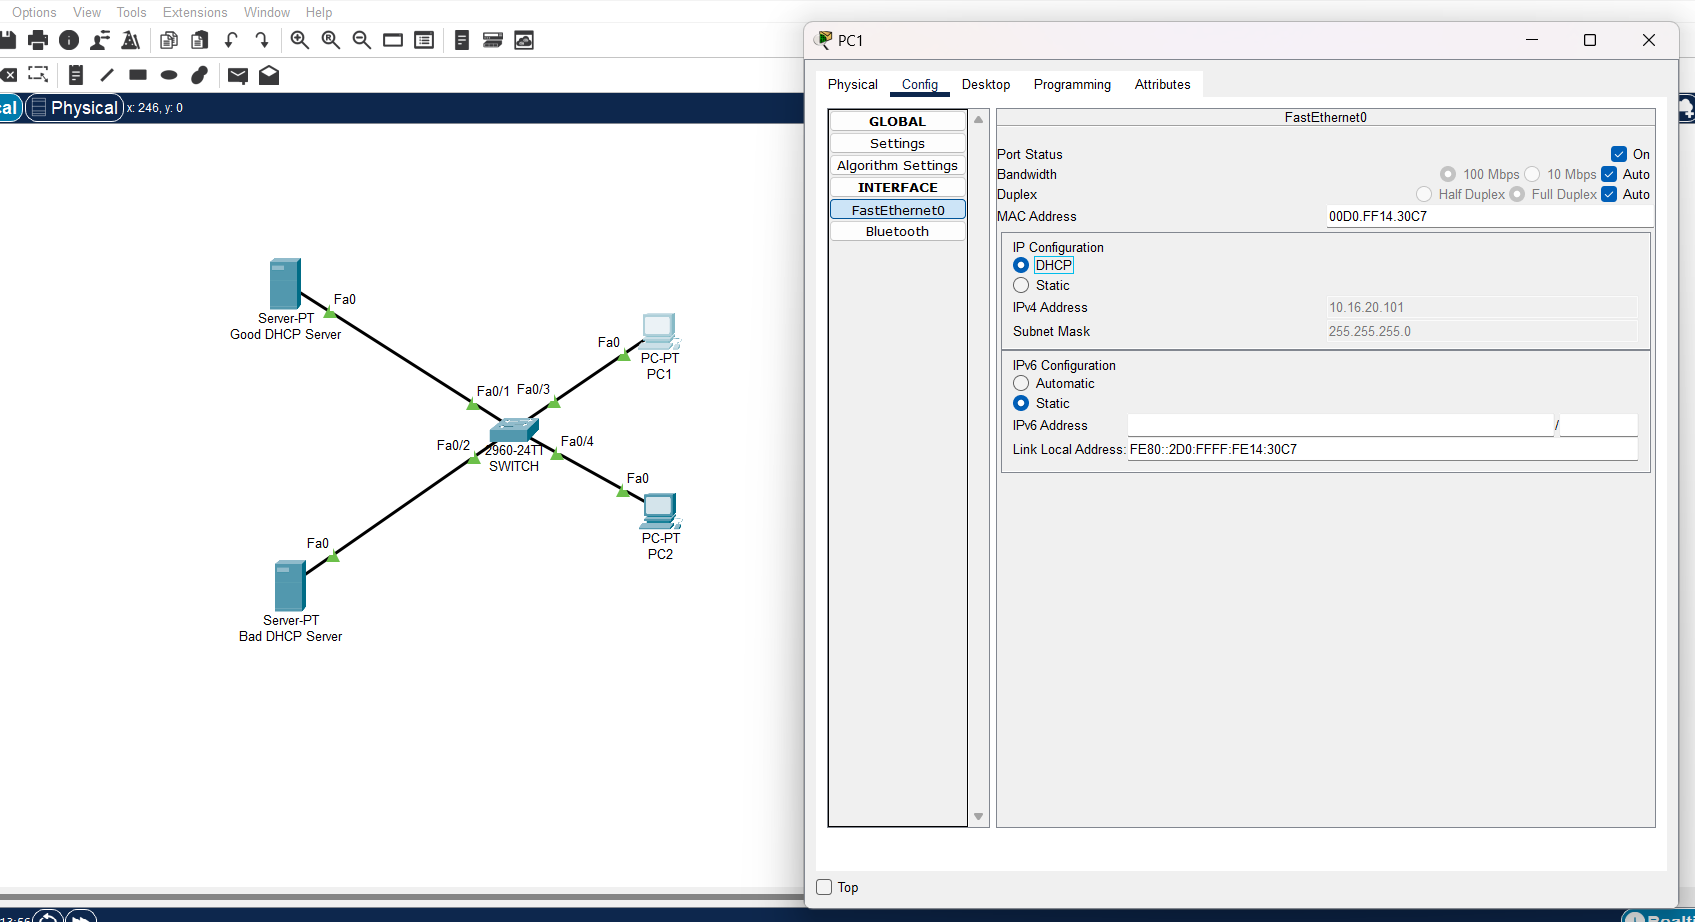 Options View Tools Extensions Window Help
Physical x: 246, y: 0
Fa0
Server-PT
Good DHCP Server
Fa0
PC-PT
PC1
Fa0/1 Fa0/3
Fa0/2
Fa0/4
2960-24TT
SWITCH
Fa0
PC-PT
PC2
Fa0
Server-PT
Bad DHCP Server
PC1
Physical Config Desktop Programming Attributes
GLOBAL
Settings
Algorithm Settings
INTERFACE
FastEthernet0
Bluetooth
FastEthernet0
Port Status On
Bandwidth 100 Mbps 10 Mbps Auto
Duplex Half Duplex Full Duplex Auto
MAC Address 00D0.FF14.30C7
IP Configuration
DHCP
Static
IPv4 Address 10.16.20.101
Subnet Mask 255.255.255.0
IPv6 Configuration
Automatic
Static
IPv6 Address /
Link Local Address: FE80::2D0:FFFF:FE14:30C7
Top